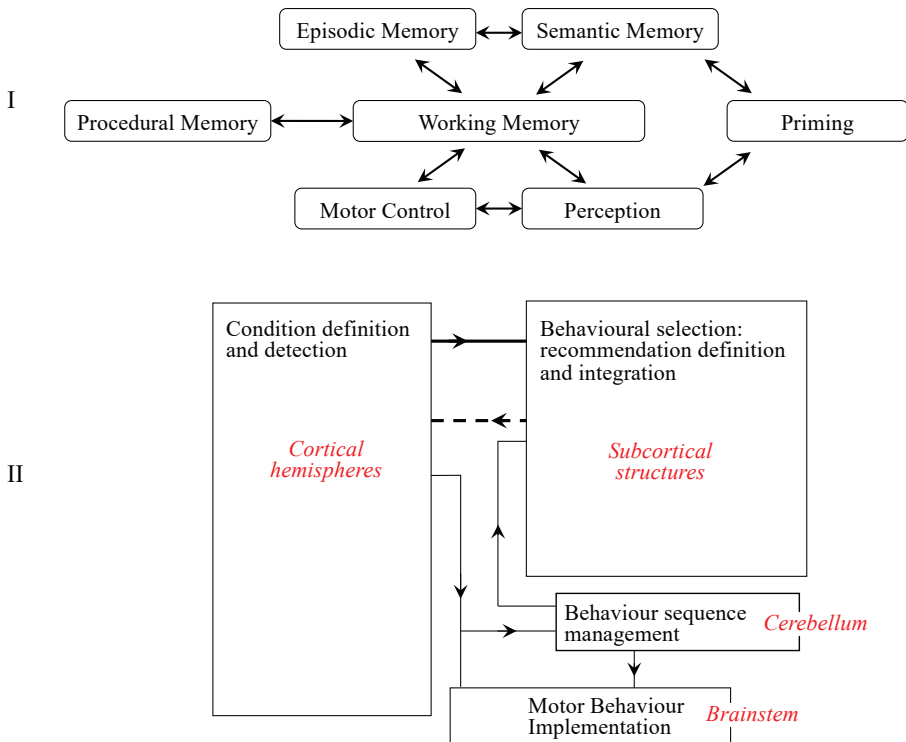 Episodic Memory
Semantic Memory
I
Procedural Memory
Working Memory
Priming
Motor Control
Perception
Condition definition
and detection
Behavioural selection:
recommendation definition
and integration
Cortical
hemispheres
Subcortical
structures
II
Behaviour sequence
management
Cerebellum
Motor Behaviour
Implementation
Brainstem